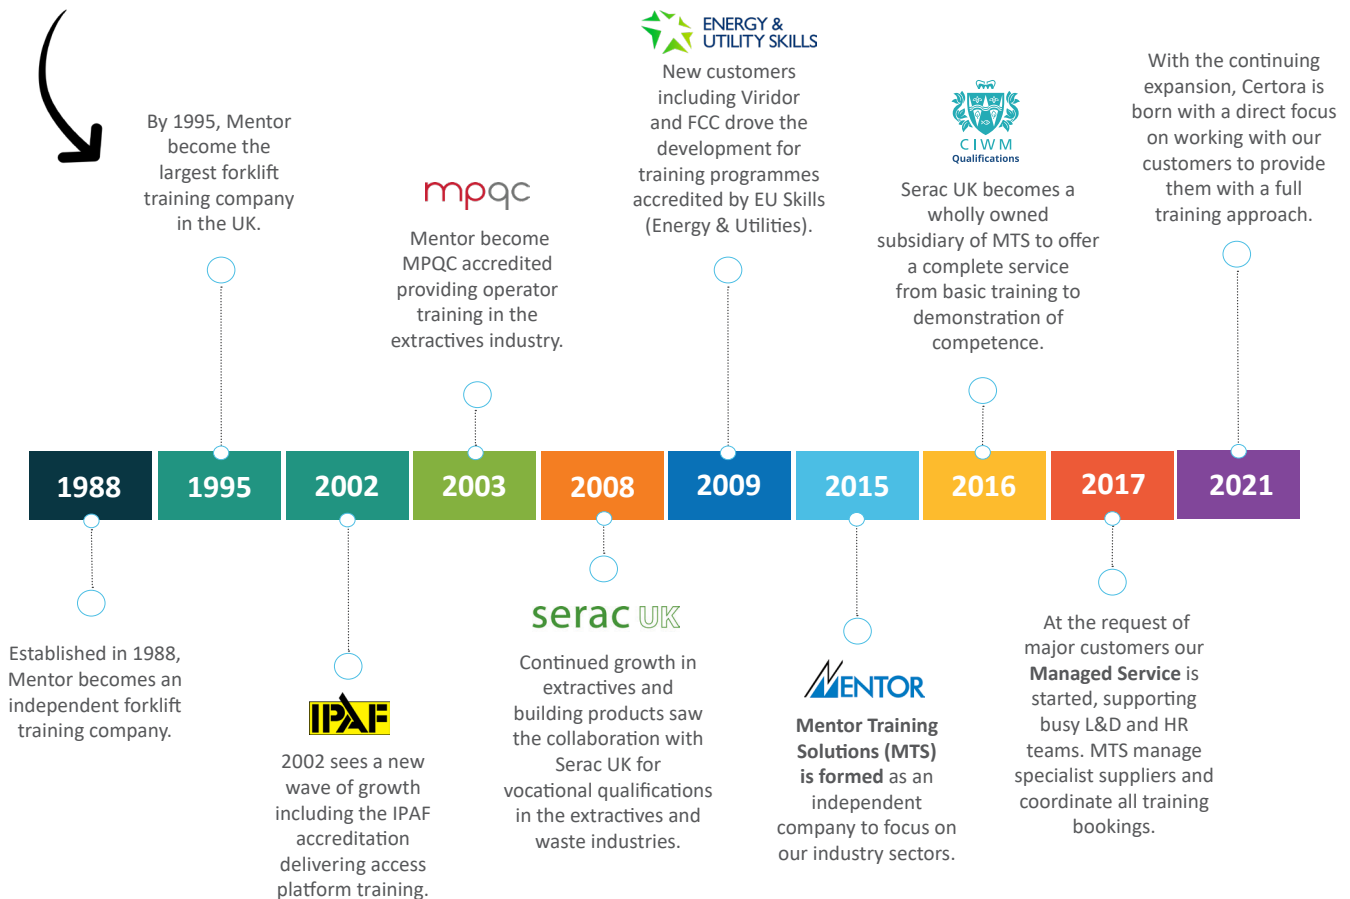 ENERGY &
UTILITY SKILLS
New customers
including Viridor
and FCC drove the
development for
training programmes
accredited by EU Skills
(Energy & Utilities).
With the continuing
expansion, Certora is
born with a direct focus
on working with our
customers to provide
them with a full
training approach.
By 1995, Mentor
become the
largest forklift
training company
in the UK.
mpqc
Mentor become
MPQC accredited
providing operator
training in the
extractives industry.
CIWM
Qualifications
Serac UK becomes a
wholly owned
subsidiary of MTS to offer
a complete service
from basic training to
demonstration of
competence.
1988
1995
2002
2003
2008
2009
2015
2016
2017
2021
Established in 1988,
Mentor becomes an
independent forklift
training company.
IPAF
2002 sees a new
wave of growth
including the IPAF
accreditation
delivering access
platform training.
serac UK
Continued growth in
extractives and
building products saw
the collaboration with
Serac UK for
vocational qualifications
in the extractives and
waste industries.
MENTOR
Mentor Training
Solutions (MTS)
is formed as an
independent
company to focus on
our industry sectors.
At the request of
major customers our
Managed Service is
started, supporting
busy L&D and HR
teams. MTS manage
specialist suppliers and
coordinate all training
bookings.